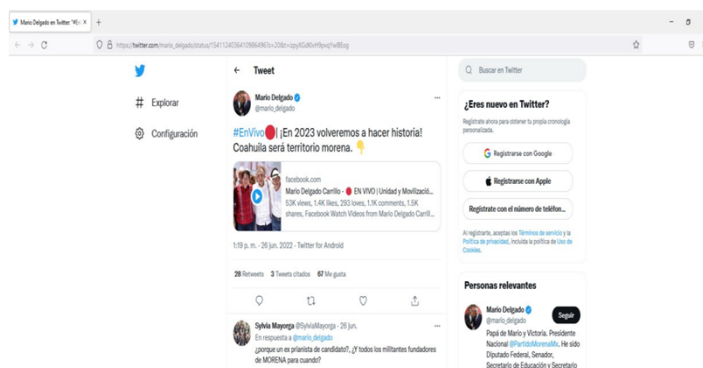 Mario Delgado en Twitter: "#En
https://twitter.com/mario_delgado/status/
Tweet
Buscar en Twitter
Explorar
Configuración
Mario Delgado
@mario_delgado
#EnVivo🔴| ¡En 2023 volveremos a hacer historia!
Coahuila será territorio morena. 👇
facebook.com
Mario Delgado Carrillo - 🔴 EN VIVO | Unidad y Movilizació...
53K views, 1.4K likes, 293 loves, 1.1K comments, 1.5K
shares, Facebook Watch Videos from Mario Delgado Carril...
1:19 p. m. · 26 jun. 2022 · Twitter for Android
26 Retweets 3 Tweets citados 67 Me gusta
Sylvia Mayorga @SylviaMayorga · 26 jun.
En respuesta a @mario_delgado
¿porque un ex prianista de candidato?, ¿Y todos los militantes fundadores
de MORENA para cuando?
¿Eres nuevo en Twitter?
Regístrate ahora para obtener tu propia cronología
personalizada.
Registrarse con Google
Registrarse con Apple
Regístrate con el número de teléfon...
Al registrarte, aceptas los Términos de servicio y la
Política de privacidad, incluida la política de Uso de
Cookies.
Personas relevantes
Mario Delgado
@mario_delgado
Seguir
Papá de Mario y Victoria. Presidente
Nacional @PartidoMorenaMx. He sido
Diputado Federal, Senador,
Secretario de Educación y Secretario